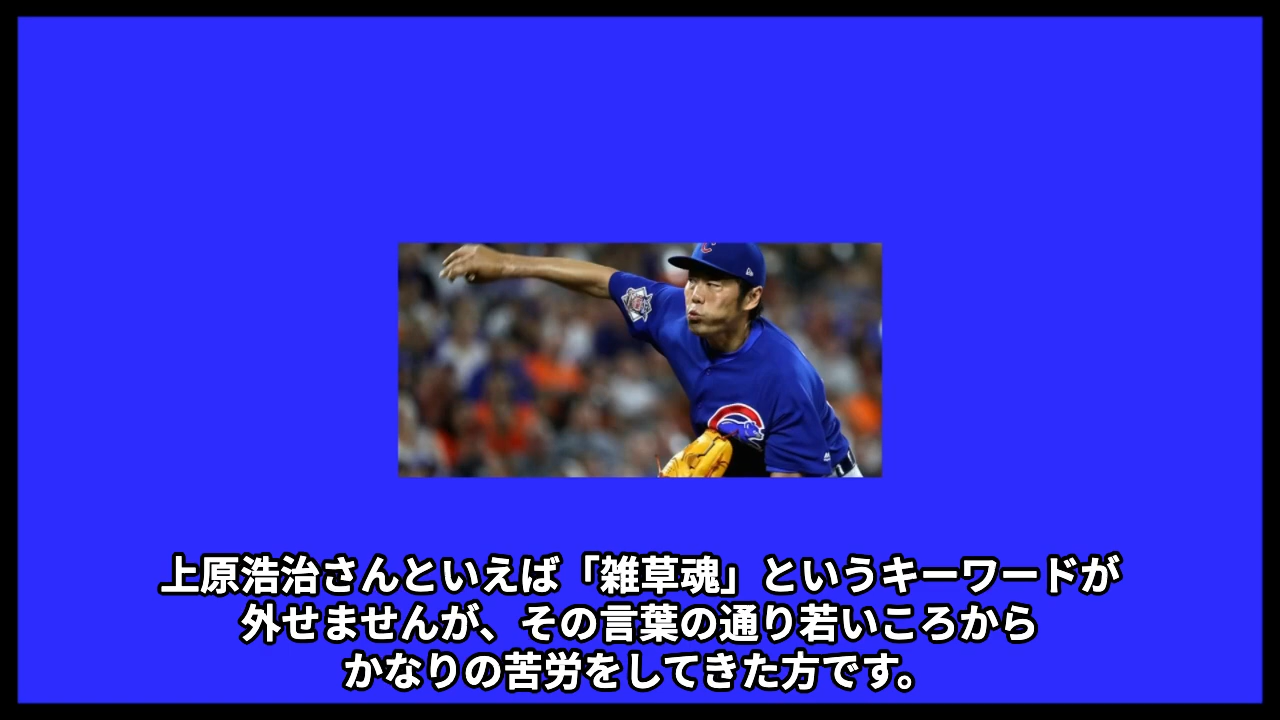 上原浩治さんといえば「雑草魂」というキーワードが
外せませんが、その言葉の通り若いころから
かなりの苦労をしてきた方です。